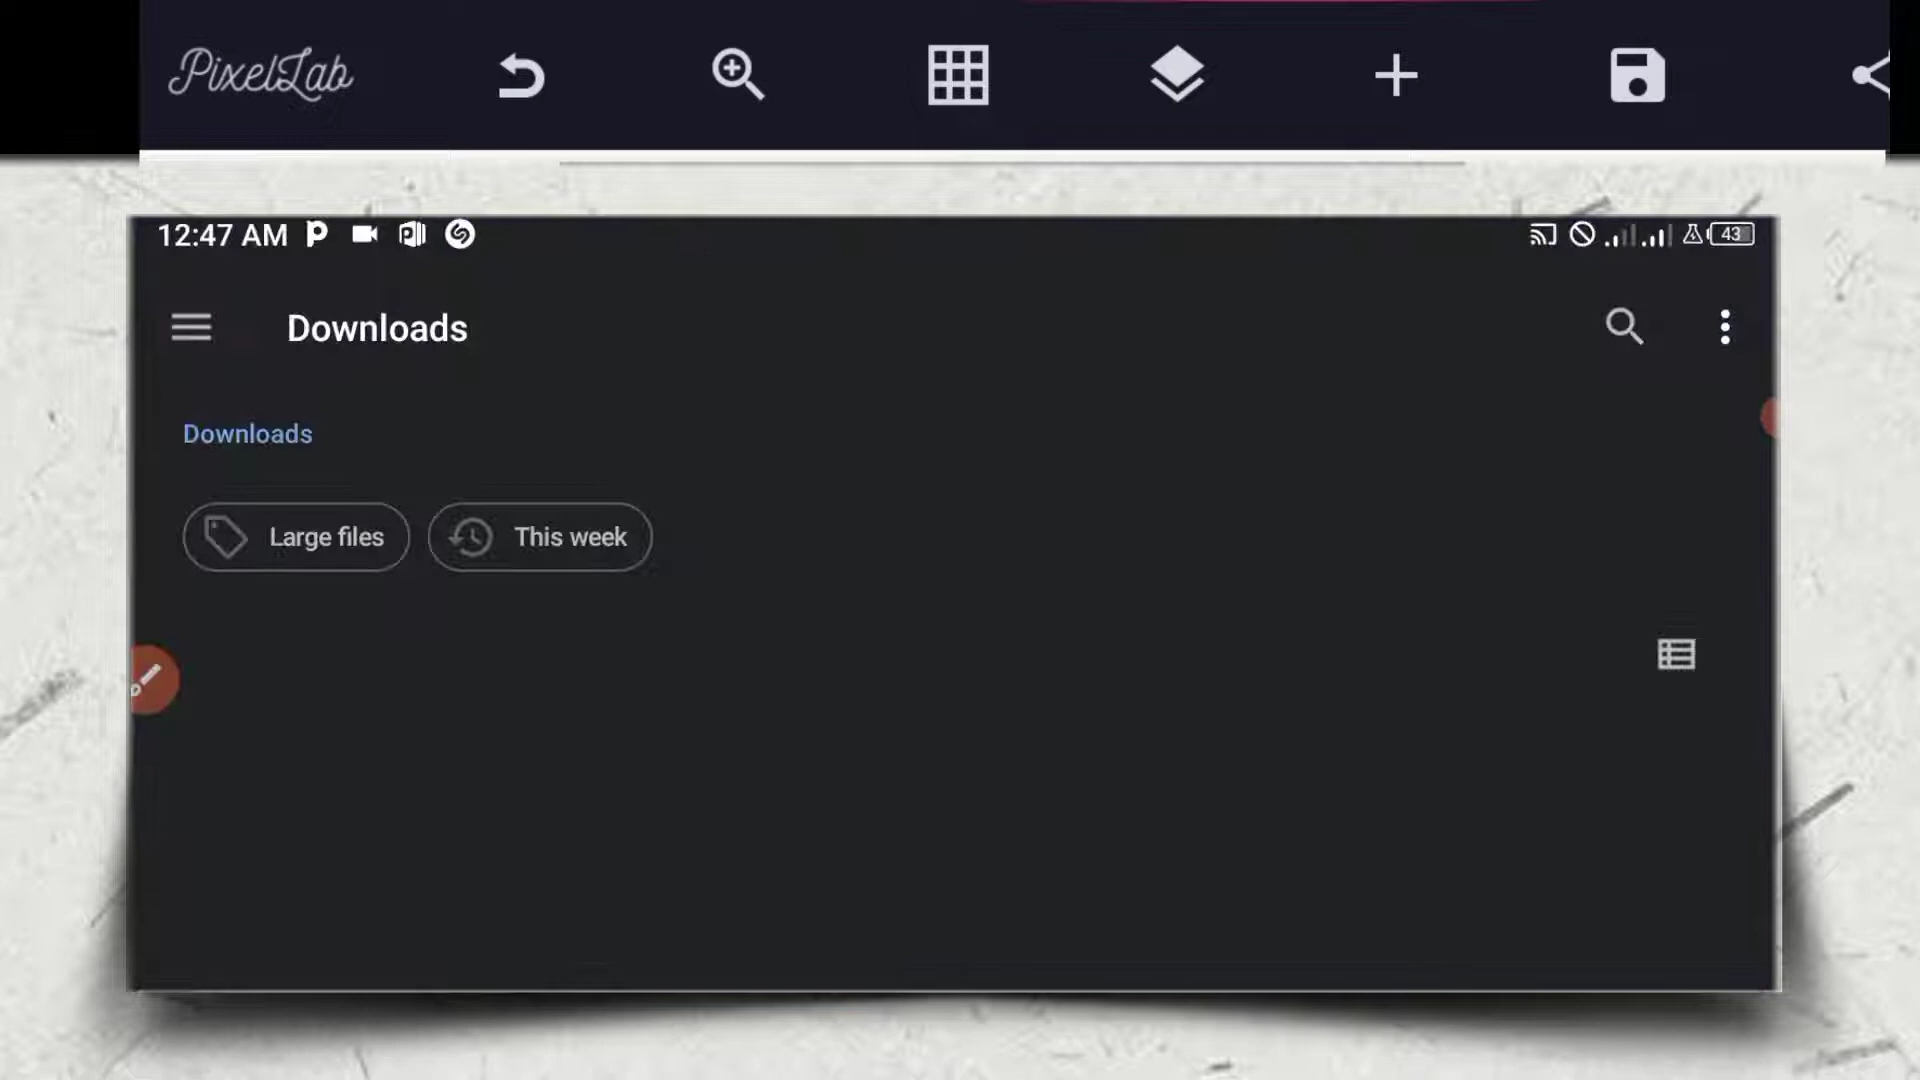 PixelLab
12:47 AM
43
Downloads
Downloads
Large files
This week